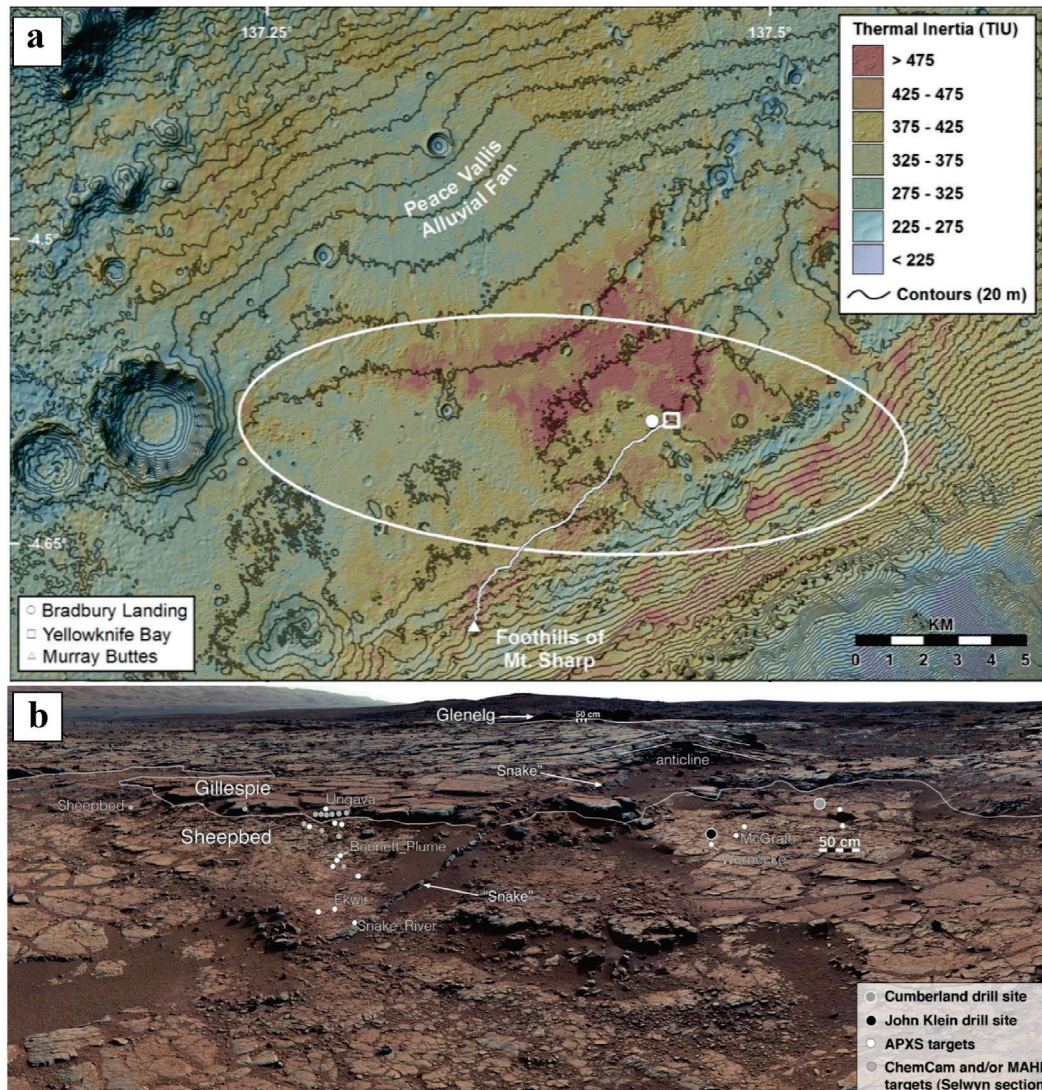 a
137.25°
137.5°
Thermal Inertia (TIU)
> 475
425 - 475
375 - 425
325 - 375
275 - 325
225 - 275
< 225
Contours (20 m)
Peace Vallis
Alluvial Fan
-4.5°
-4.65°
Bradbury Landing
Yellowknife Bay
Murray Buttes
Foothills of
Mt. Sharp
KM
0 1 2 3 4 5
b
Glenelg
50 cm
anticline
"Snake"
Gillespie
Sheepbed
Ungava
Sheepbed
McGrath
Bonnett_Plume
50 cm
Wernecke
"Snake"
Ekwir
Snake_River
Cumberland drill site
John Klein drill site
APXS targets
ChemCam and/or MAHL
targets (Selwyn section